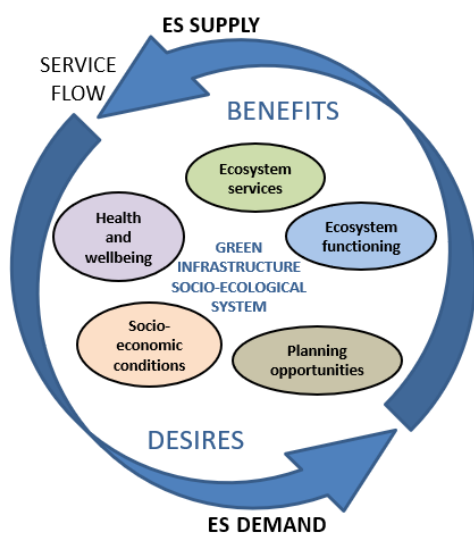 ES SUPPLY
SERVICE
FLOW
BENEFITS
Ecosystem
services
Health
and
wellbeing
Ecosystem
functioning
GREEN
INFRASTRUCTURE
SOCIO-ECOLOGICAL
SYSTEM
Socio-
economic
conditions
Planning
opportunities
DESIRES
ES DEMAND